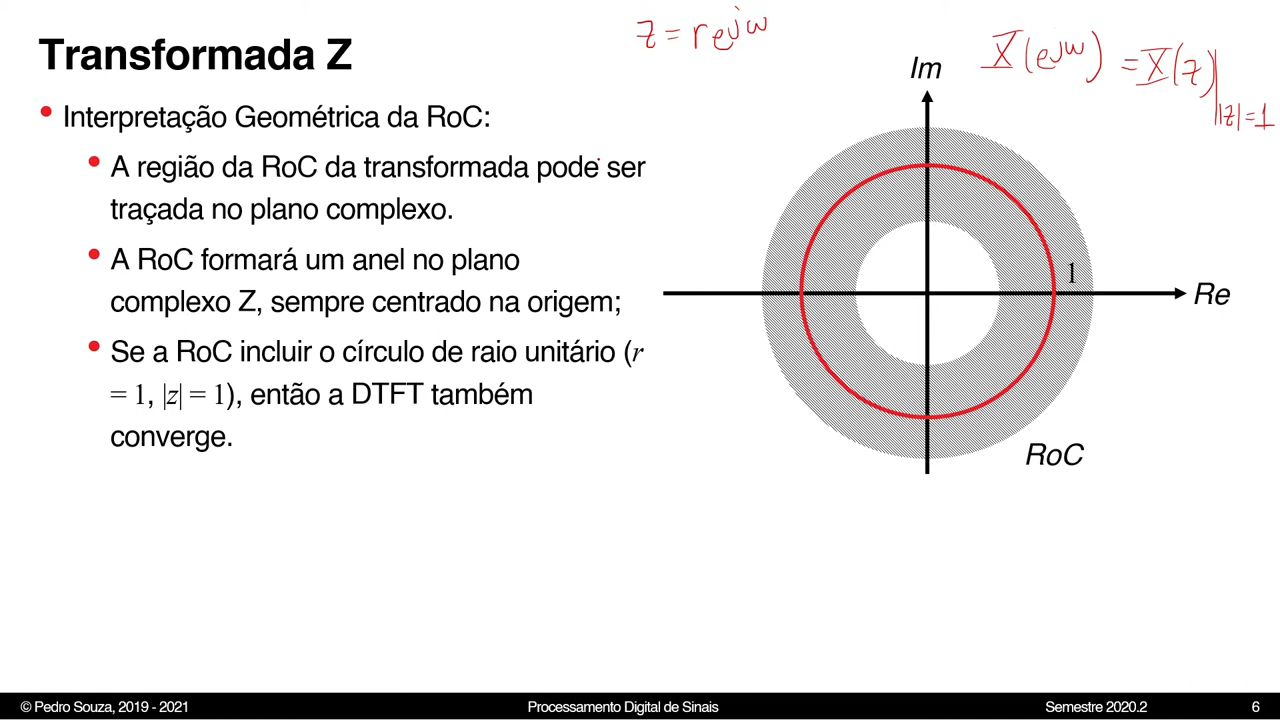 Transformada Z
z = re^jω
X(e^jω) = X(z)||z|=1
• Interpretação Geométrica da RoC:
• A região da RoC da transformada pode ser
traçada no plano complexo.
• A RoC formará um anel no plano
complexo Z, sempre centrado na origem;
• Se a RoC incluir o círculo de raio unitário (r
= 1, |z| = 1), então a DTFT também
converge.
Im
1
Re
RoC
© Pedro Souza, 2019 - 2021 Processamento Digital de Sinais Semestre 2020.2 6